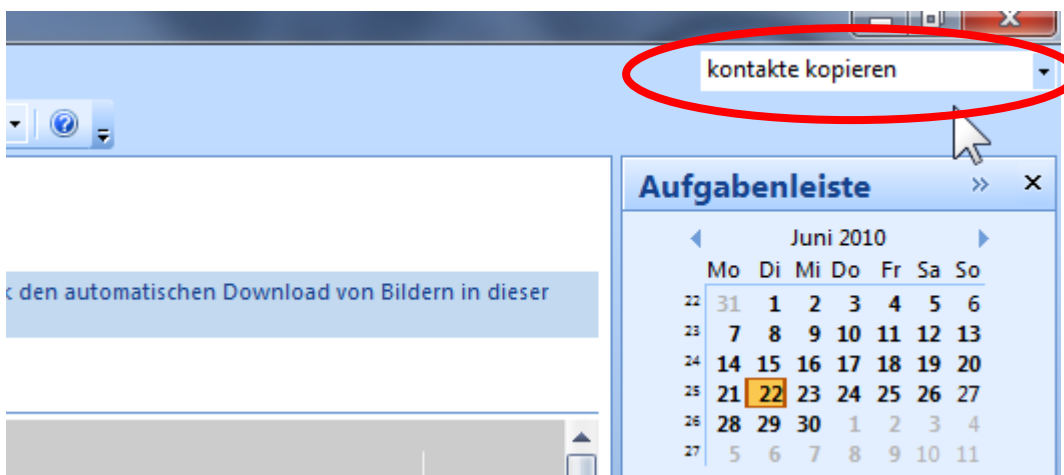 kontakte kopieren
Aufgabenleiste
Juni 2010
Mo Di Mi Do Fr Sa So
22 31 1 2 3 4 5 6
23 7 8 9 10 11 12 13
24 14 15 16 17 18 19 20
25 21 22 23 24 25 26 27
26 28 29 30 1 2 3 4
27 5 6 7 8 9 10 11
den automatischen Download von Bildern in dieser